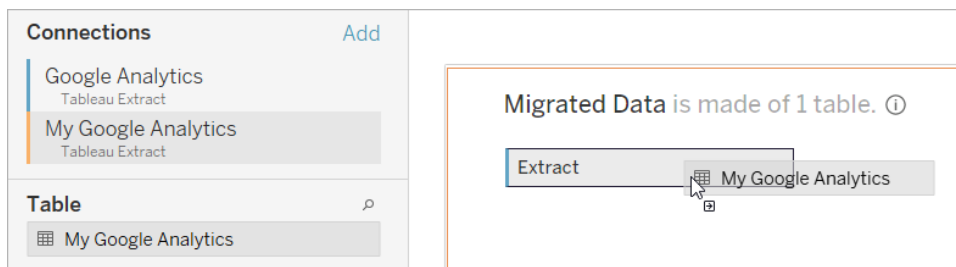 Connections Add
Google Analytics
Tableau Extract
My Google Analytics
Tableau Extract
Table
My Google Analytics
Migrated Data is made of 1 table.
Extract
My Google Analytics